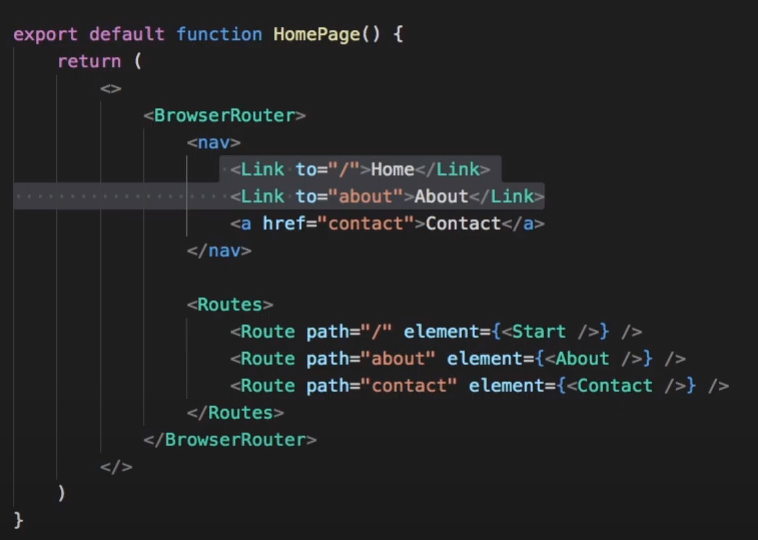 export default function HomePage() {
    return (
        <>
            <BrowserRouter>
                <nav>
                    <Link to="/">Home</Link>
                    <Link to="about">About</Link>
                    <a href="contact">Contact</a>
                </nav>

                <Routes>
                    <Route path="/" element={<Start />} />
                    <Route path="about" element={<About />} />
                    <Route path="contact" element={<Contact />} />
                </Routes>
            </BrowserRouter>
        </>
    )
}